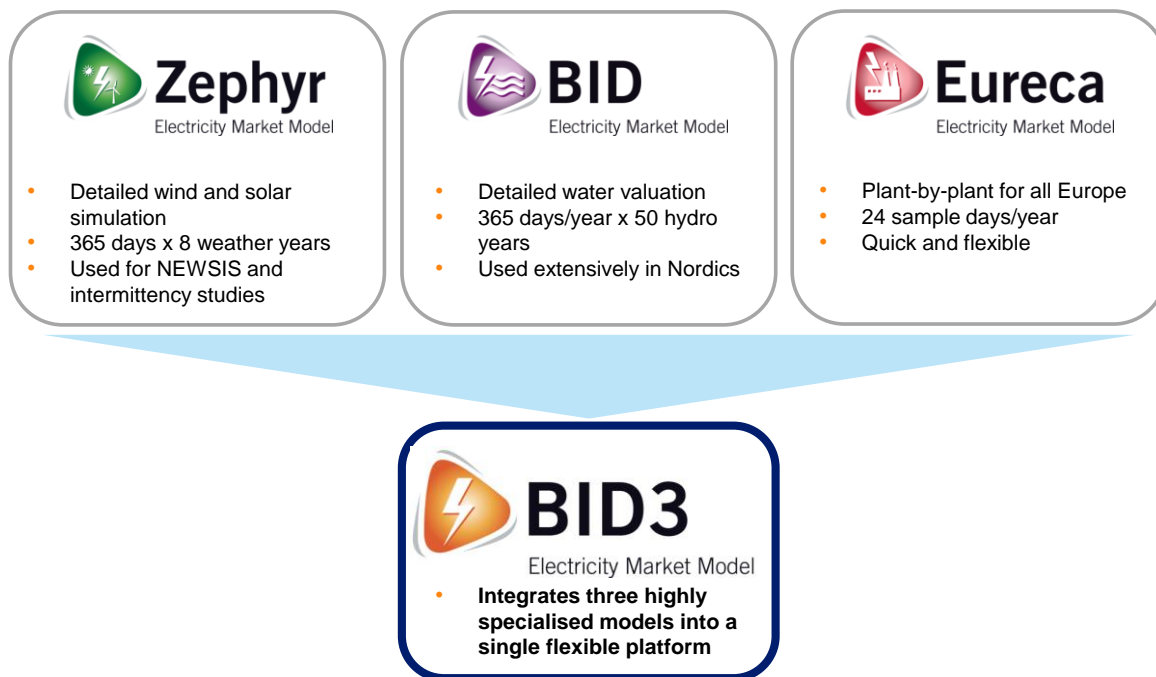 Zephyr
Electricity Market Model
• Detailed wind and solar
simulation
• 365 days x 8 weather years
• Used for NEWSIS and
intermittency studies
BID
Electricity Market Model
• Detailed water valuation
• 365 days/year x 50 hydro
years
• Used extensively in Nordics
Eureca
Electricity Market Model
• Plant-by-plant for all Europe
• 24 sample days/year
• Quick and flexible
BID3
Electricity Market Model
• Integrates three highly
specialised models into a
single flexible platform